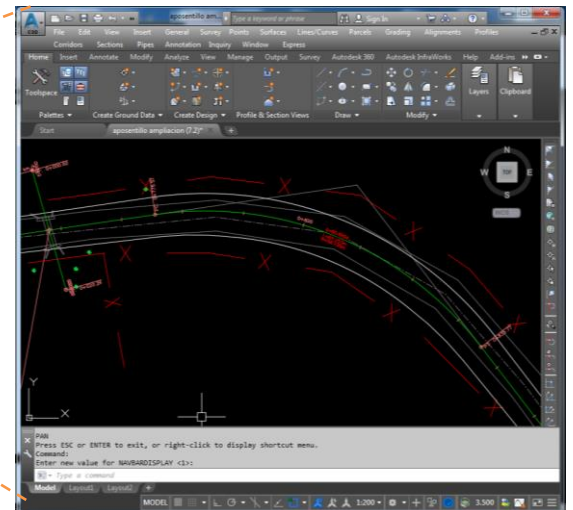 aposentillo am... Type a keyword or phrase Sign In
C3D File Edit View Insert General Survey Points Surfaces Lines/Curves Parcels Grading Alignments Profiles
Corridors Sections Pipes Annotation Inquiry Window Express
Home Insert Annotate Modify Analyze View Manage Output Survey Autodesk 360 Autodesk InfraWorks Help Add-ins
Toolspace Layers Clipboard
Palettes Create Ground Data Create Design Profile & Section Views Draw Modify
Start aposentillo ampliacion (7.2)*
N
W TOP E
S
WCS
Y
X
PAN
Press ESC or ENTER to exit, or right-click to display shortcut menu.
Command:
Enter new value for NAVBARDISPLAY <1>:
Type a command
Model Layout1 Layout2 +
MODEL 1:200 3.500